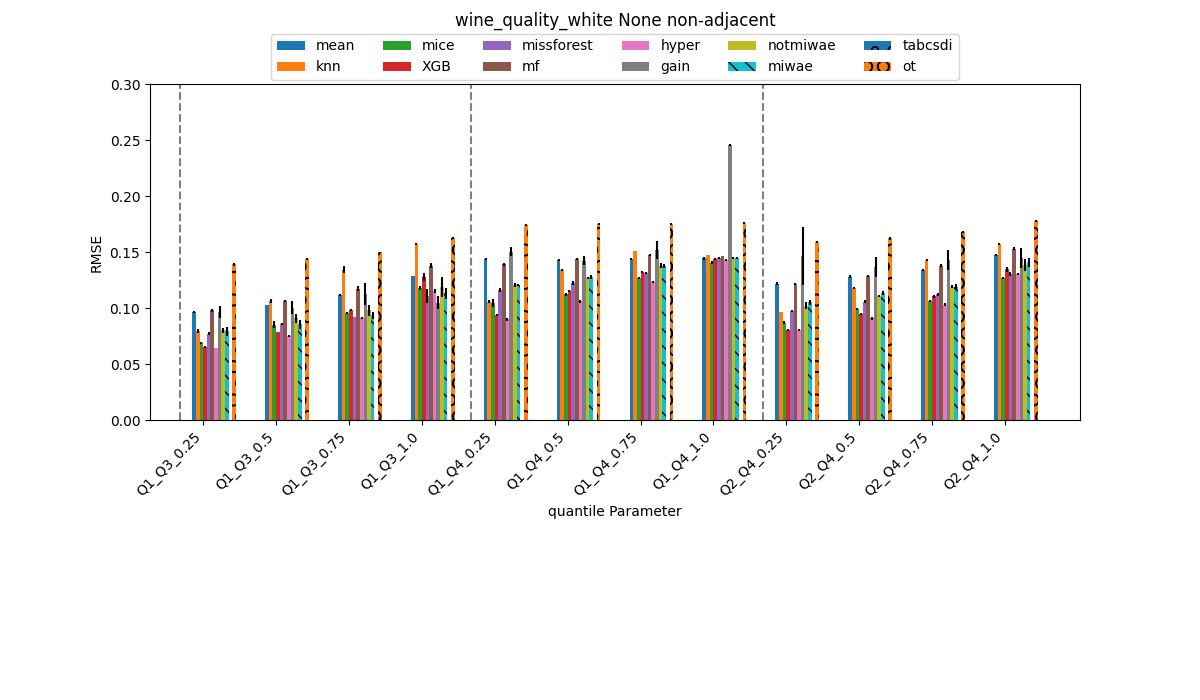 wine_quality_white None non-adjacent
mean mice missforest hyper notmiwae tabcsdi
knn XGB mf gain miwae ot
0.30
0.25
0.20
0.15
0.10
0.05
0.00
RMSE
Q1_Q3_0.25 Q1_Q3_0.5 Q1_Q3_0.75 Q1_Q3_1.0 Q1_Q4_0.25 Q1_Q4_0.5 Q1_Q4_0.75 Q1_Q4_1.0 Q2_Q4_0.25 Q2_Q4_0.5 Q2_Q4_0.75 Q2_Q4_1.0
quantile Parameter